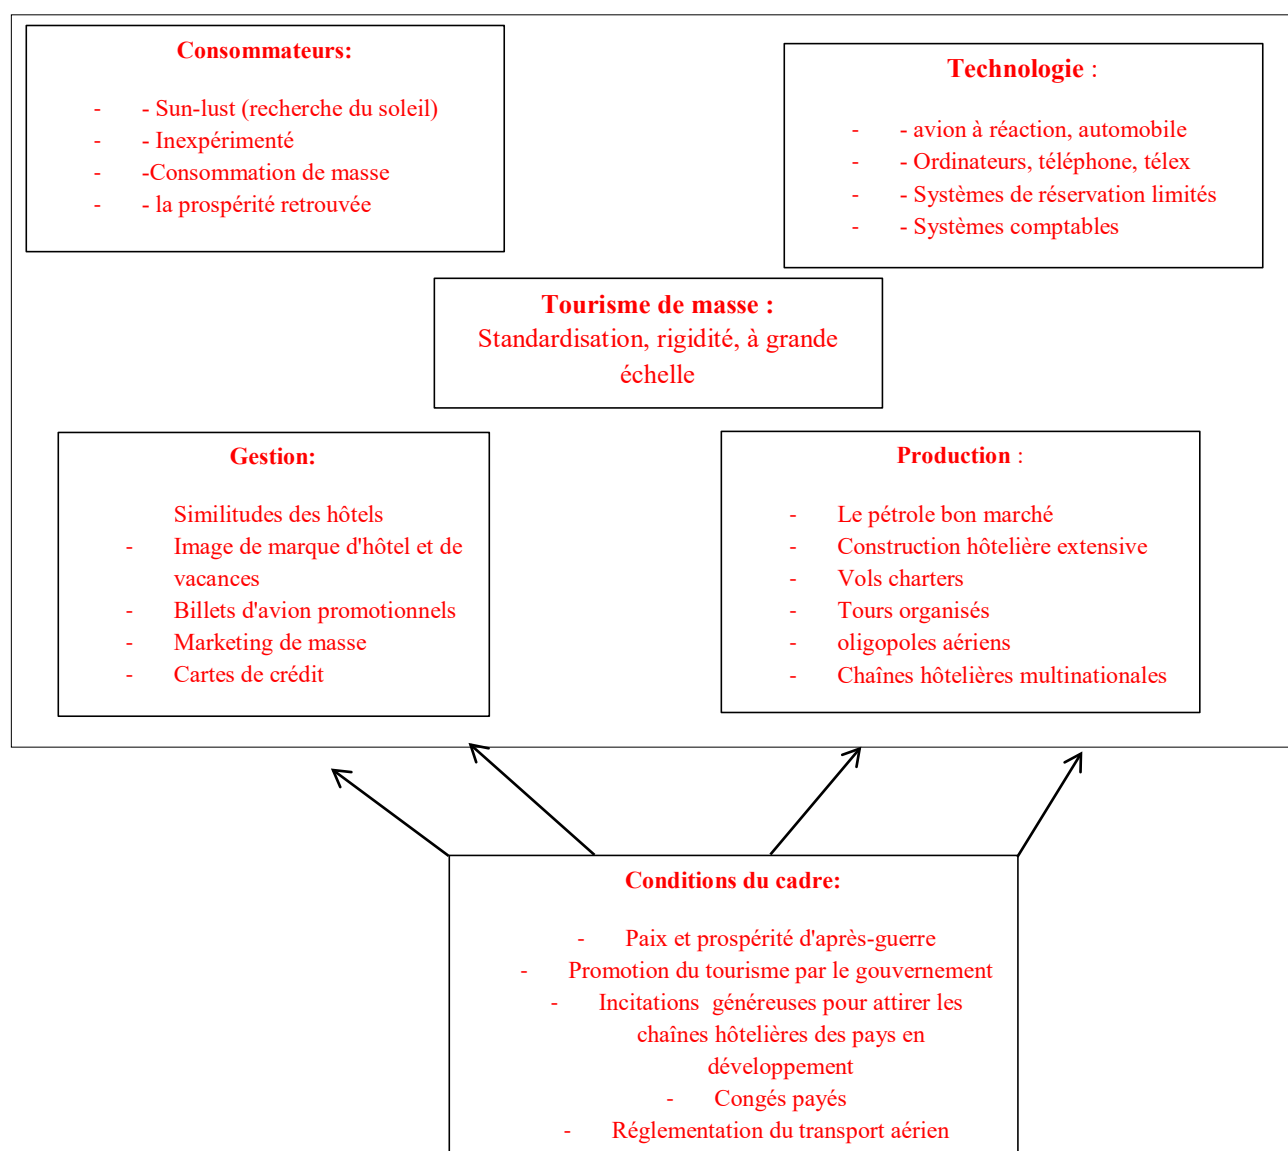 Consommateurs:
- - Sun-lust (recherche du soleil)
- - Inexpérimenté
- -Consommation de masse
- - la prospérité retrouvée
Technologie :
- - avion à réaction, automobile
- - Ordinateurs, téléphone, télex
- - Systèmes de réservation limités
- - Systèmes comptables
Tourisme de masse :
Standardisation, rigidité, à grande
échelle
Gestion:
Similitudes des hôtels
- Image de marque d'hôtel et de
vacances
- Billets d'avion promotionnels
- Marketing de masse
- Cartes de crédit
Production :
- Le pétrole bon marché
- Construction hôtelière extensive
- Vols charters
- Tours organisés
- oligopoles aériens
- Chaînes hôtelières multinationales
Conditions du cadre:
- Paix et prospérité d'après-guerre
- Promotion du tourisme par le gouvernement
- Incitations  généreuses pour attirer les
chaînes hôtelières des pays en
développement
- Congés payés
- Réglementation du transport aérien